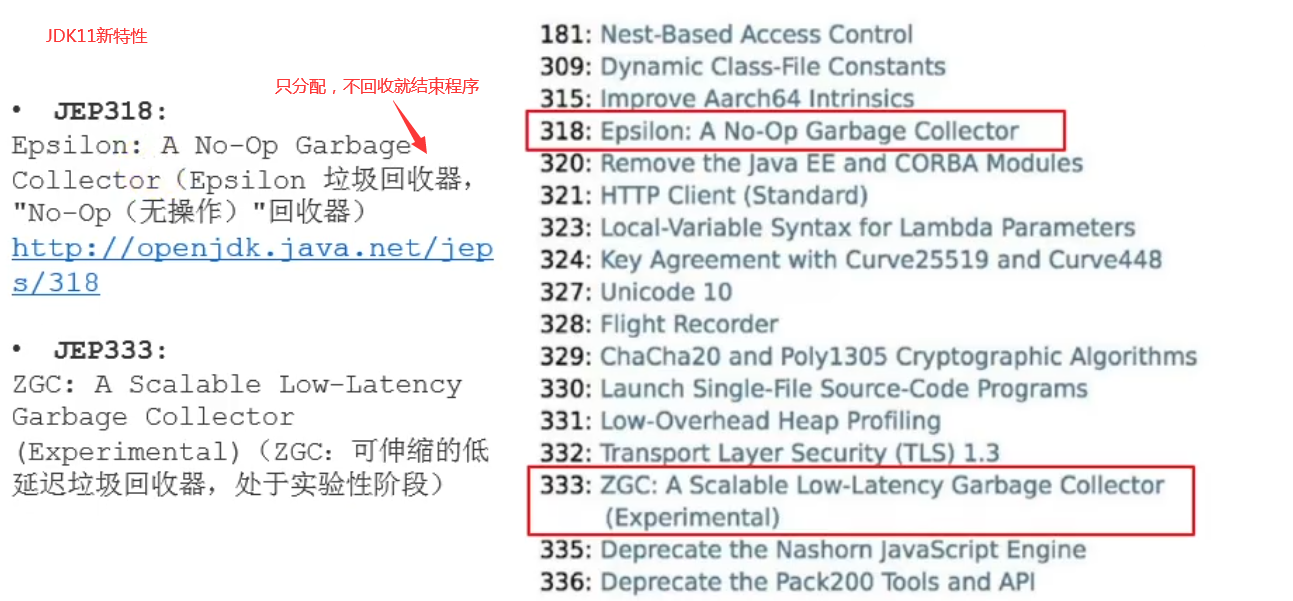 JDK11新特性
只分配，不回收就结束程序
• JEP318:
Epsilon: A No-Op Garbage
Collector（Epsilon 垃圾回收器，
"No-Op（无操作）"回收器）
http://openjdk.java.net/jep
s/318
• JEP333:
ZGC: A Scalable Low-Latency
Garbage Collector
(Experimental)（ZGC: 可伸缩的低
延迟垃圾回收器，处于实验性阶段）
181: Nest-Based Access Control
309: Dynamic Class-File Constants
315: Improve Aarch64 Intrinsics
318: Epsilon: A No-Op Garbage Collector
320: Remove the Java EE and CORBA Modules
321: HTTP Client (Standard)
323: Local-Variable Syntax for Lambda Parameters
324: Key Agreement with Curve25519 and Curve448
327: Unicode 10
328: Flight Recorder
329: ChaCha20 and Poly1305 Cryptographic Algorithms
330: Launch Single-File Source-Code Programs
331: Low-Overhead Heap Profiling
332: Transport Layer Security (TLS) 1.3
333: ZGC: A Scalable Low-Latency Garbage Collector
(Experimental)
335: Deprecate the Nashorn JavaScript Engine
336: Deprecate the Pack200 Tools and API